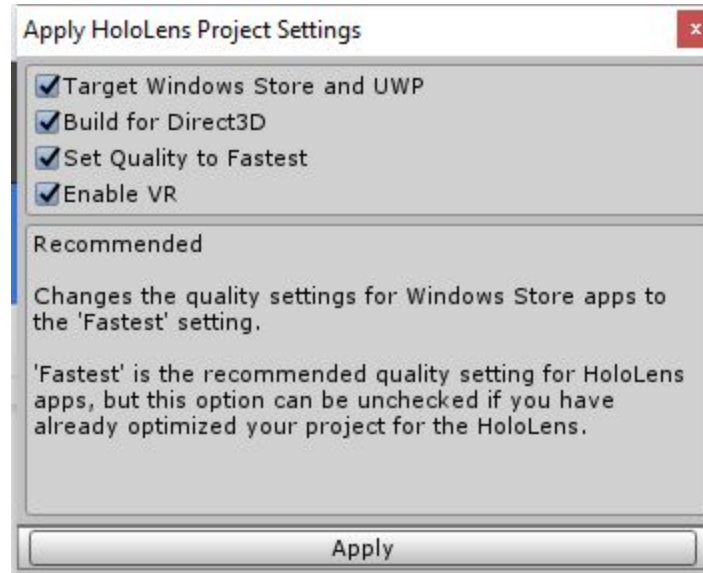 Apply HoloLens Project Settings
x
Target Windows Store and UWP
Build for Direct3D
Set Quality to Fastest
Enable VR
Recommended
Changes the quality settings for Windows Store apps to
the 'Fastest' setting.
'Fastest' is the recommended quality setting for HoloLens
apps, but this option can be unchecked if you have
already optimized your project for the HoloLens.
Apply